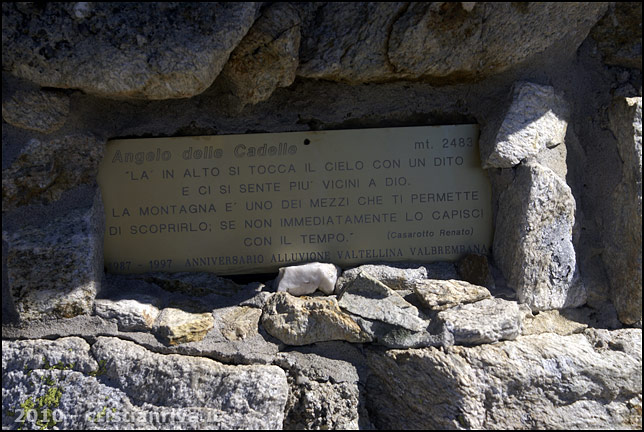 Angelo delle Cadelle mt. 2483
"LA' IN ALTO SI TOCCA IL CIELO CON UN DITO
E CI SI SENTE PIU' VICINI A DIO.
LA MONTAGNA E' UNO DEI MEZZI CHE TI PERMETTE
DI SCOPRIRLO; SE NON IMMEDIATAMENTE LO CAPISCI
CON IL TEMPO." (Casarotto Renato)
1987 - 1997 ANNIVERSARIO ALLUVIONE VALTELLINA VALBREMBANA
2010 - cristianriva.it